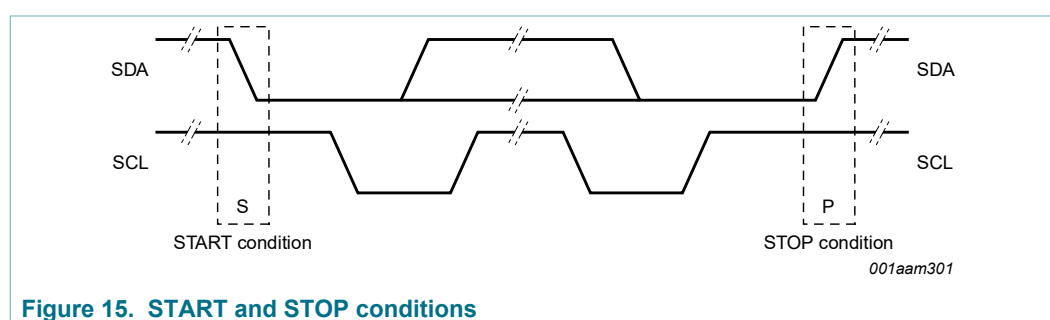 SDA SDA
SCL SCL
S P
START condition STOP condition
001aam301
Figure 15. START and STOP conditions